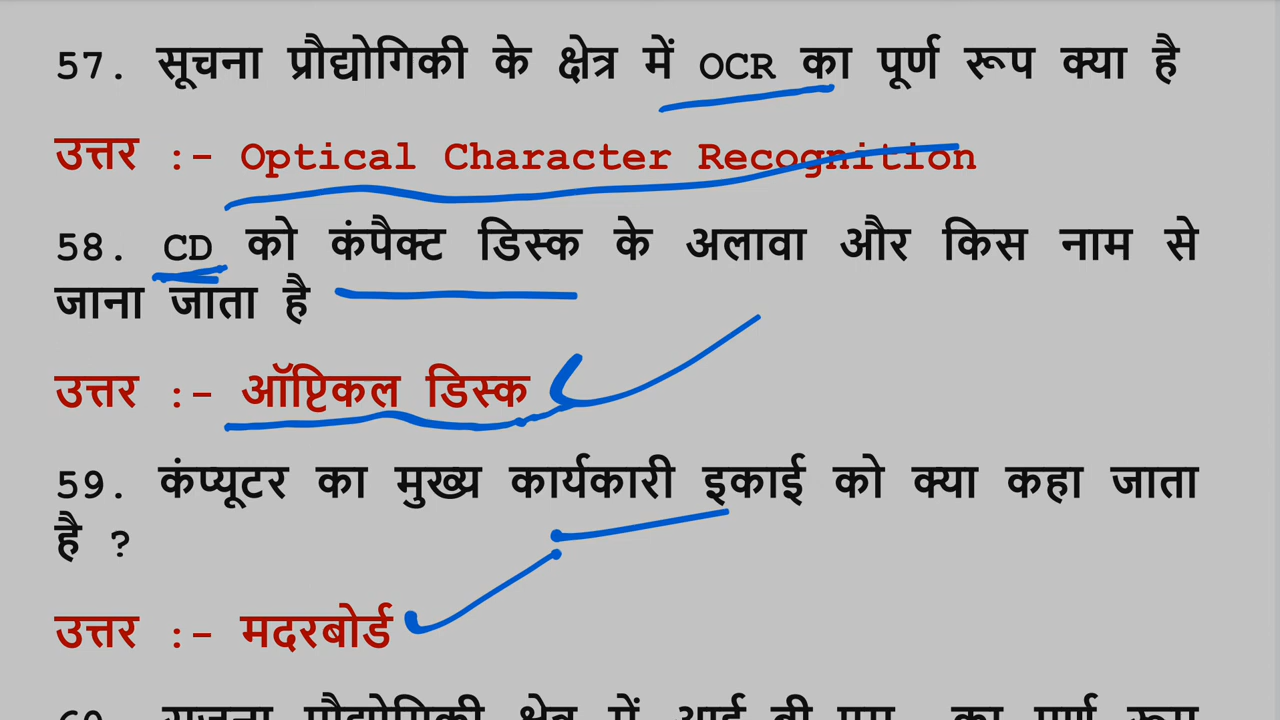 57. सूचना प्रौद्योगिकी के क्षेत्र में OCR का पूर्ण रूप क्या है
उत्तर :- Optical Character Recognition
58. CD को कंपैक्ट डिस्क के अलावा और किस नाम से
जाना जाता है
उत्तर :- ऑप्टिकल डिस्क
59. कंप्यूटर का मुख्य कार्यकारी इकाई को क्या कहा जाता
है ?
उत्तर :- मदरबोर्ड